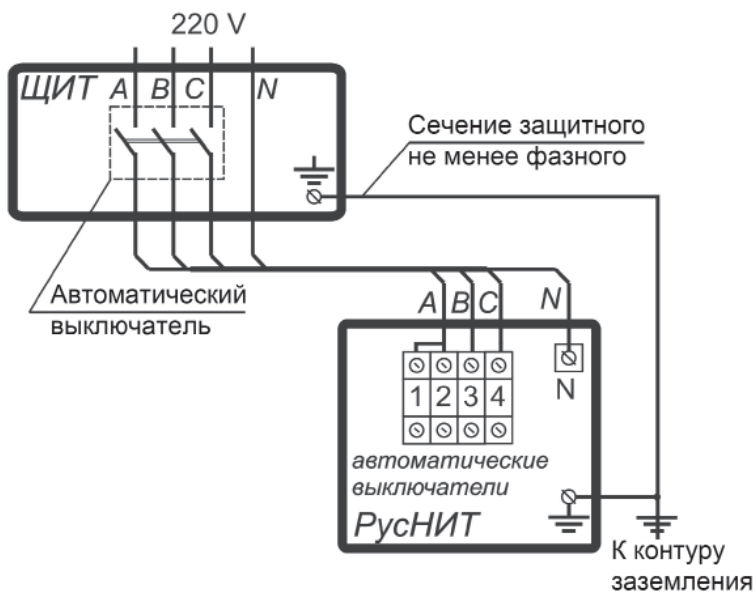 220 V
ЩИТ A B C N
Сечение защитного
не менее фазного
Автоматический
выключатель
A B C N
1 2 3 4
N
автоматические
выключатели
РусНИТ
К контуру
заземления